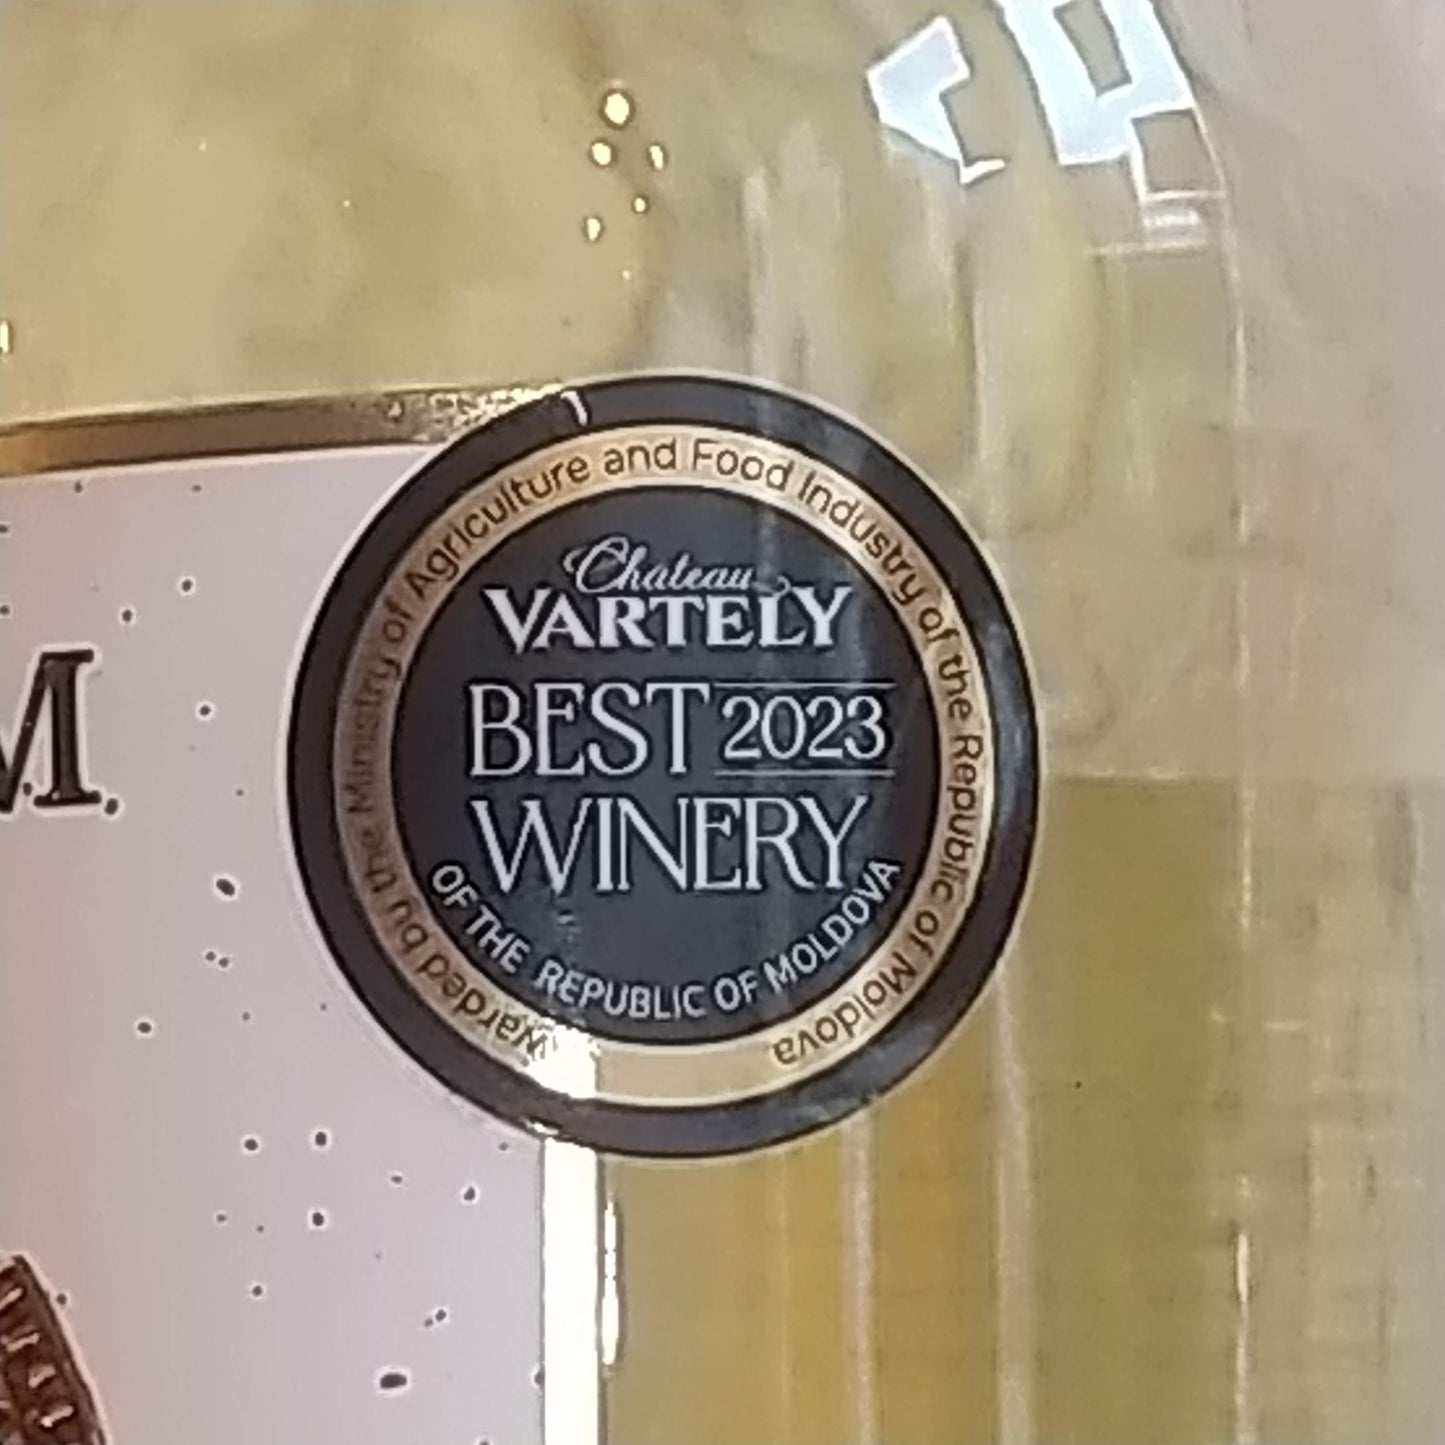 Chateau
VARTELY
BEST 2023
WINERY
OF THE REPUBLIC OF MOLDOVA
warded by the Ministry of Agriculture and Food Industry of the Republic of Moldova
M